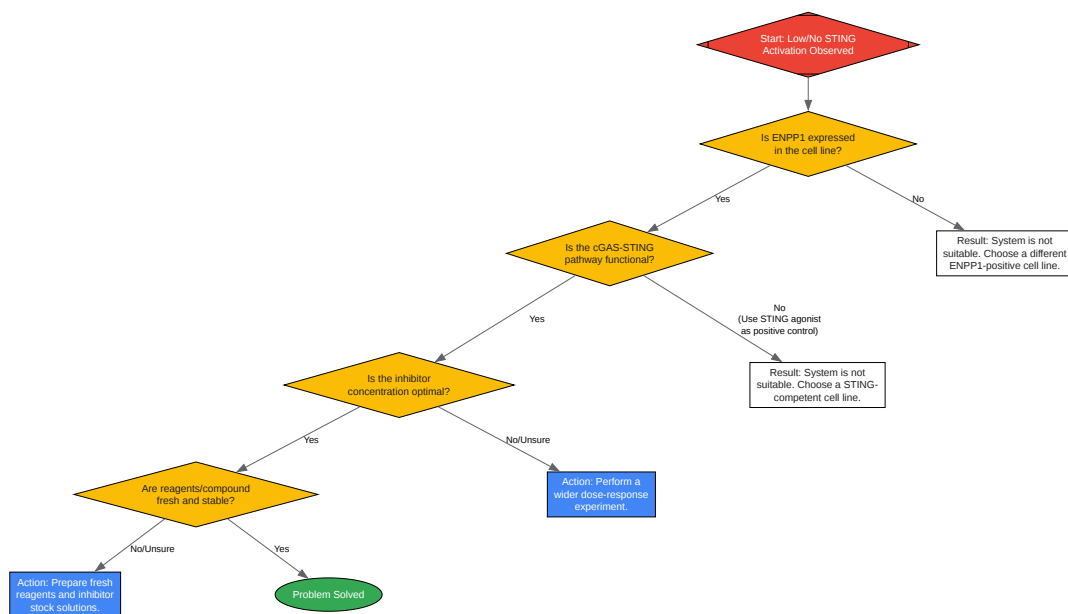 Start: Low/No STING
Activation Observed
Is ENPP1 expressed
in the cell line?
Yes
No
Is the cGAS-STING
pathway functional?
Result: System is not
suitable. Choose a different
ENPP1-positive cell line.
Yes
No
(Use STING agonist
as positive control)
Is the inhibitor
concentration optimal?
Result: System is not
suitable. Choose a STING-
competent cell line.
Yes
No/Unsure
Are reagents/compound
fresh and stable?
Action: Perform a
wider dose-response
experiment.
No/Unsure
Yes
Action: Prepare fresh
reagents and inhibitor
stock solutions.
Problem Solved